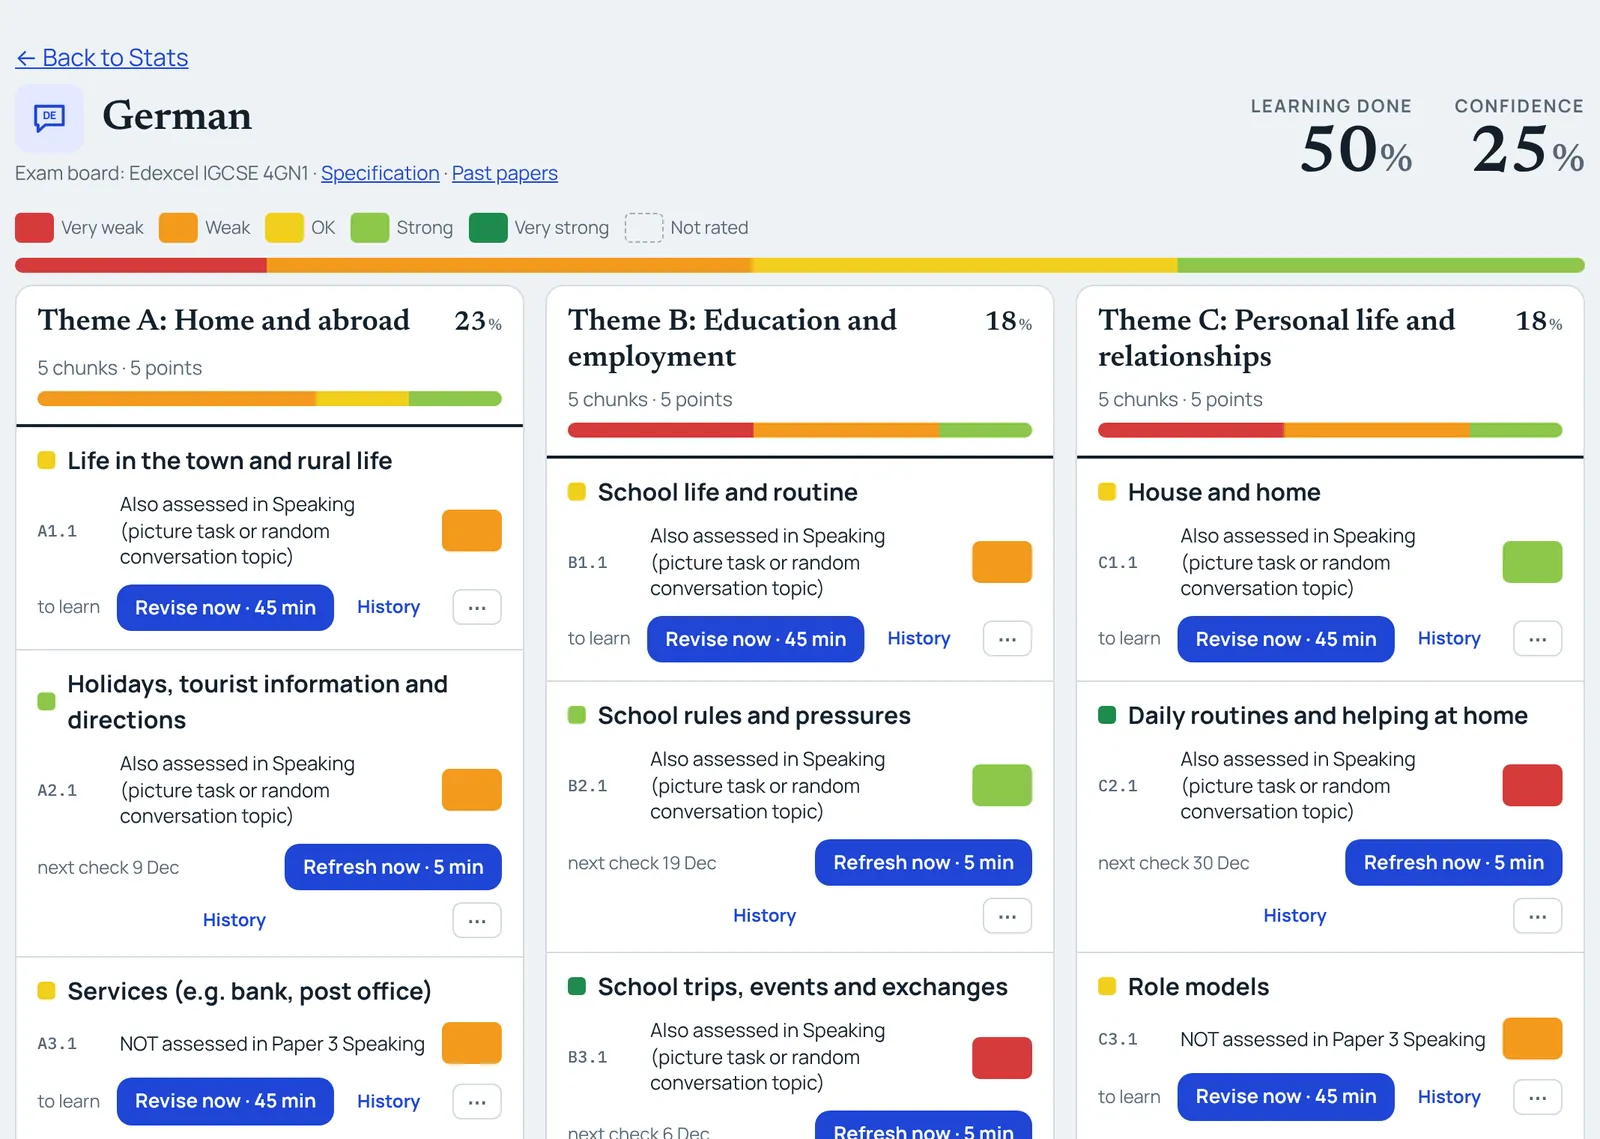 ← Back to Stats
DE
German
LEARNING DONE
50%
CONFIDENCE
25%
Exam board: Edexcel IGCSE 4GN1 · Specification · Past papers
Very weak
Weak
OK
Strong
Very strong
Not rated
Theme A: Home and abroad
23%
5 chunks · 5 points
Life in the town and rural life
A1.1
Also assessed in Speaking
(picture task or random
conversation topic)
to learn
Revise now · 45 min
History
...
Holidays, tourist information and
directions
A2.1
Also assessed in Speaking
(picture task or random
conversation topic)
next check 9 Dec
Refresh now · 5 min
History
...
Services (e.g. bank, post office)
A3.1
NOT assessed in Paper 3 Speaking
to learn
Revise now · 45 min
History
...
Theme B: Education and
employment
18%
5 chunks · 5 points
School life and routine
B1.1
Also assessed in Speaking
(picture task or random
conversation topic)
to learn
Revise now · 45 min
History
...
School rules and pressures
B2.1
Also assessed in Speaking
(picture task or random
conversation topic)
next check 19 Dec
Refresh now · 5 min
History
...
School trips, events and exchanges
B3.1
Also assessed in Speaking
(picture task or random
conversation topic)
next check 6 Dec
Refresh now · 5 min
Theme C: Personal life and
relationships
18%
5 chunks · 5 points
House and home
C1.1
Also assessed in Speaking
(picture task or random
conversation topic)
to learn
Revise now · 45 min
History
...
Daily routines and helping at home
C2.1
Also assessed in Speaking
(picture task or random
conversation topic)
next check 30 Dec
Refresh now · 5 min
History
...
Role models
C3.1
NOT assessed in Paper 3 Speaking
to learn
Revise now · 45 min
History
...